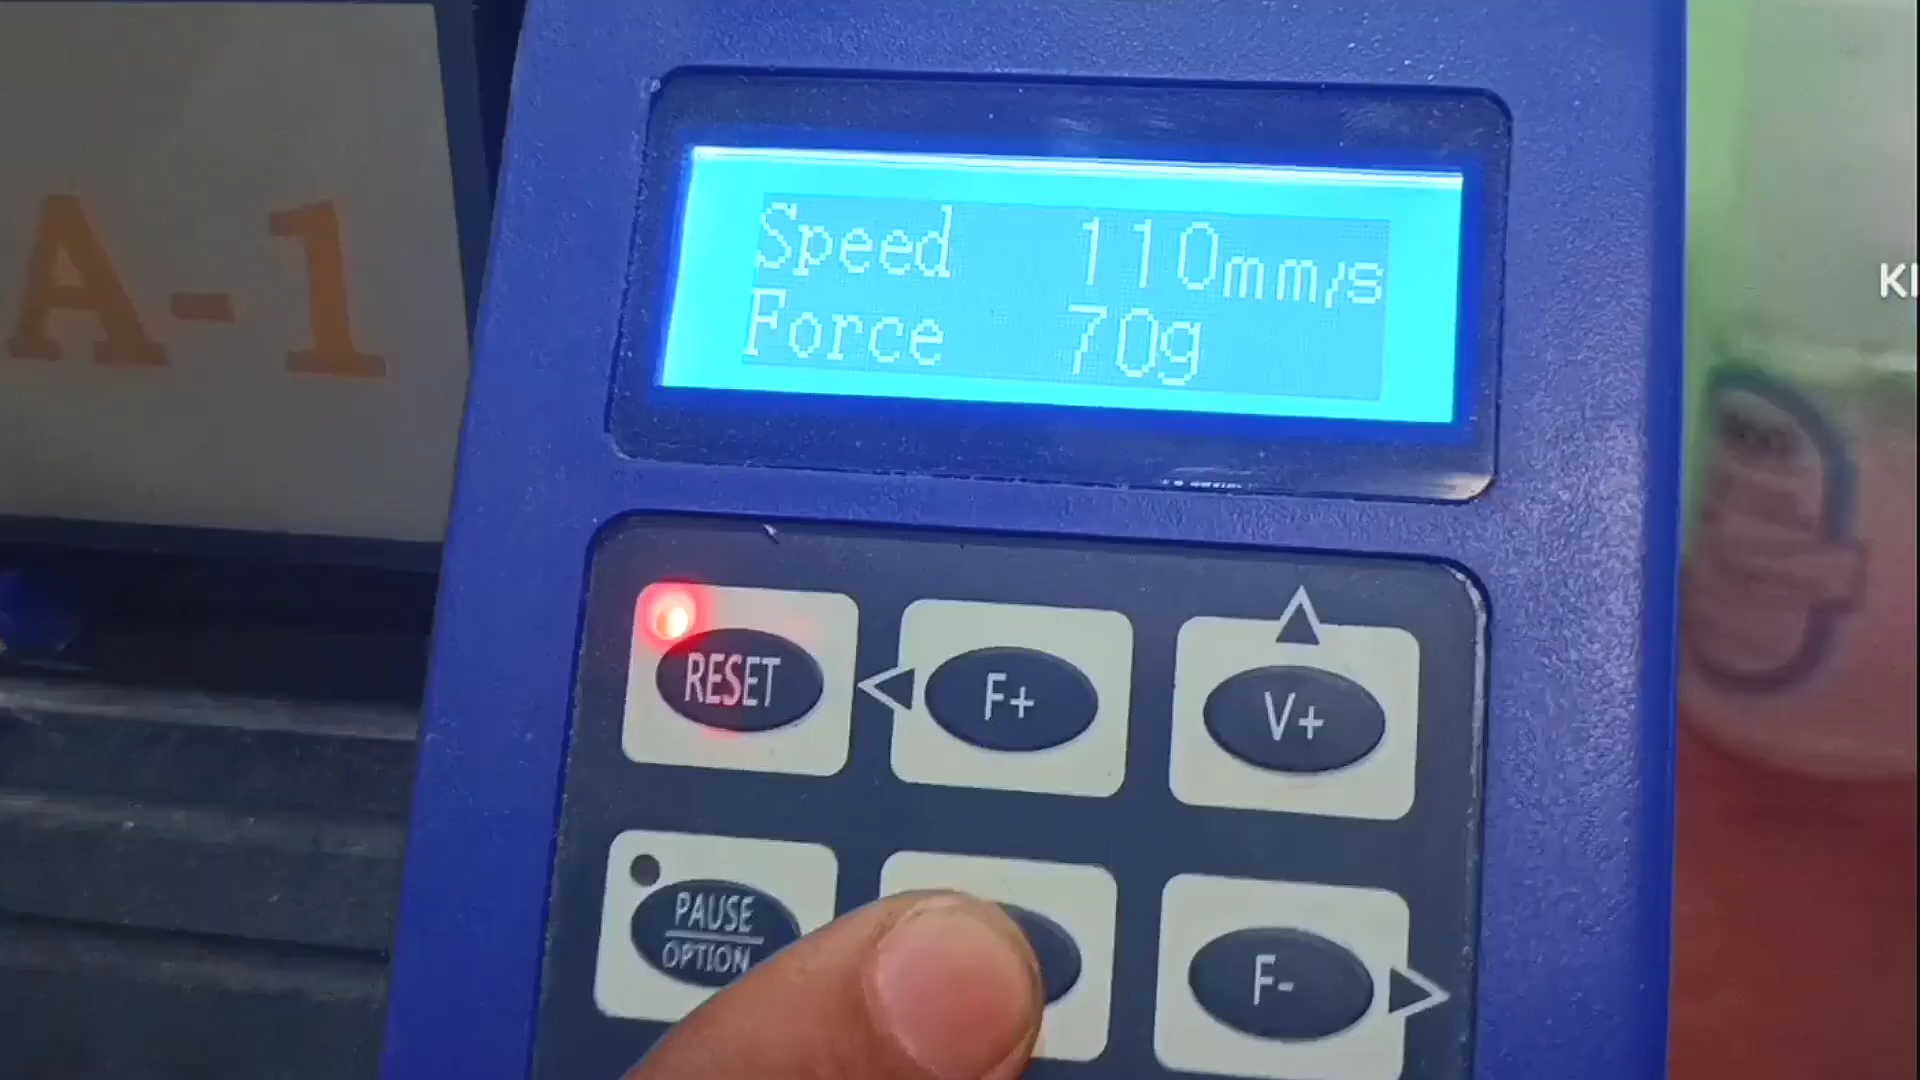 A-1
Speed 110mm/s
Force 70g
RESET
F+
V+
PAUSE
OPTION
F-